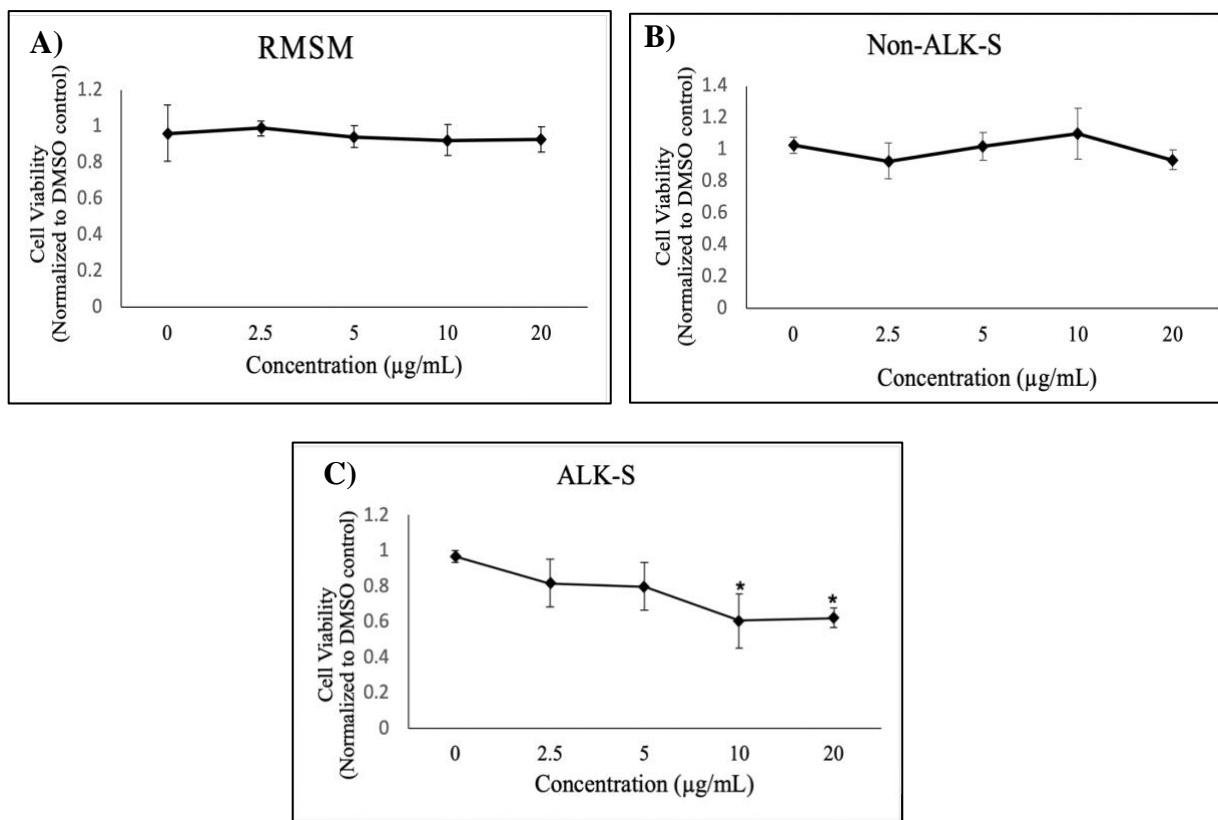 A)
RMSM
Cell Viability
(Normalized to DMSO control)
1.2
1
0.8
0.6
0.4
0.2
0
0 2.5 5 10 20
Concentration (µg/mL)
B)
Non-ALK-S
Cell Viability
(Normalized to DMSO control)
1.4
1.2
1
0.8
0.6
0.4
0.2
0
0 2.5 5 10 20
Concentration (µg/mL)
C)
ALK-S
Cell Viability
(Normalized to DMSO control)
1.2
1
0.8
0.6
0.4
0.2
0
* *
0 2.5 5 10 20
Concentration (µg/mL)